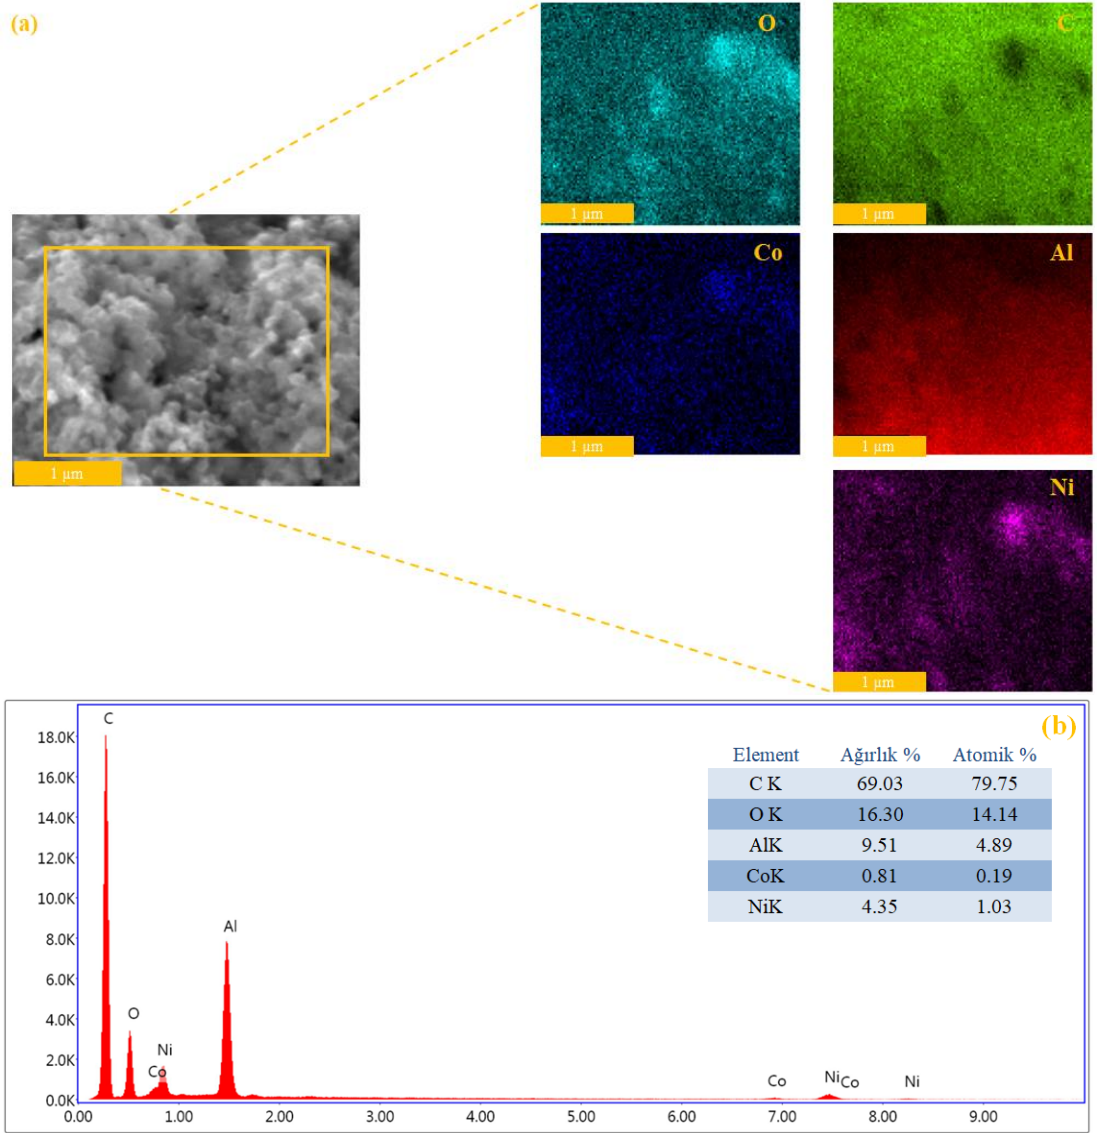 (a)
O
C
1 µm
1 µm
Co
Al
1 µm
1 µm
1 µm
Ni
1 µm
(b)
C
18.0K
16.0K
14.0K
12.0K
10.0K
8.0K
6.0K
4.0K
2.0K
0.0K
Al
O
Ni
Co
Co
Ni
Co
Ni
0.00 1.00 2.00 3.00 4.00 5.00 6.00 7.00 8.00 9.00
Element Ağırlık % Atomik %
C K 69.03 79.75
O K 16.30 14.14
AlK 9.51 4.89
CoK 0.81 0.19
NiK 4.35 1.03